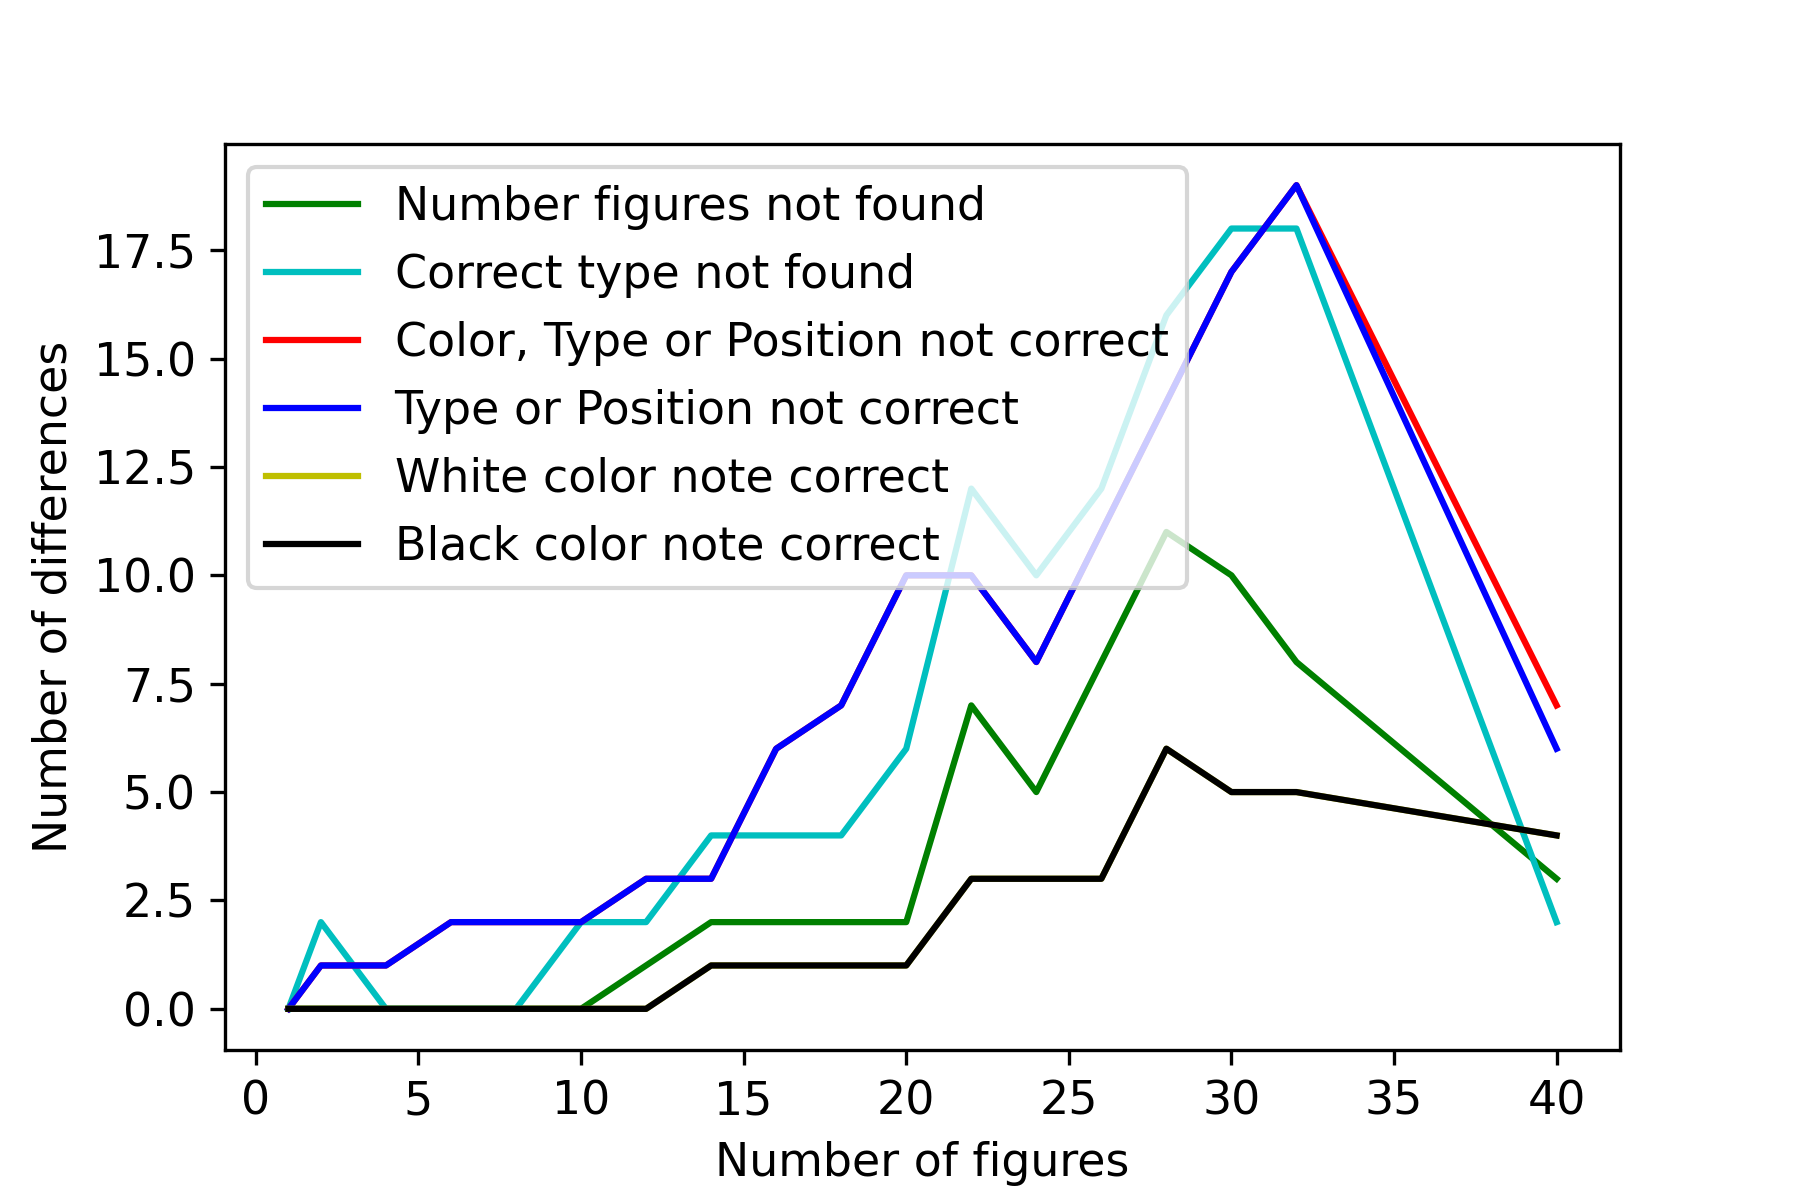 Number figures not found
Correct type not found
Color, Type or Position not correct
Type or Position not correct
White color note correct
Black color note correct
17.5
15.0
12.5
10.0
7.5
5.0
2.5
0.0
Number of differences
0 5 10 15 20 25 30 35 40
Number of figures